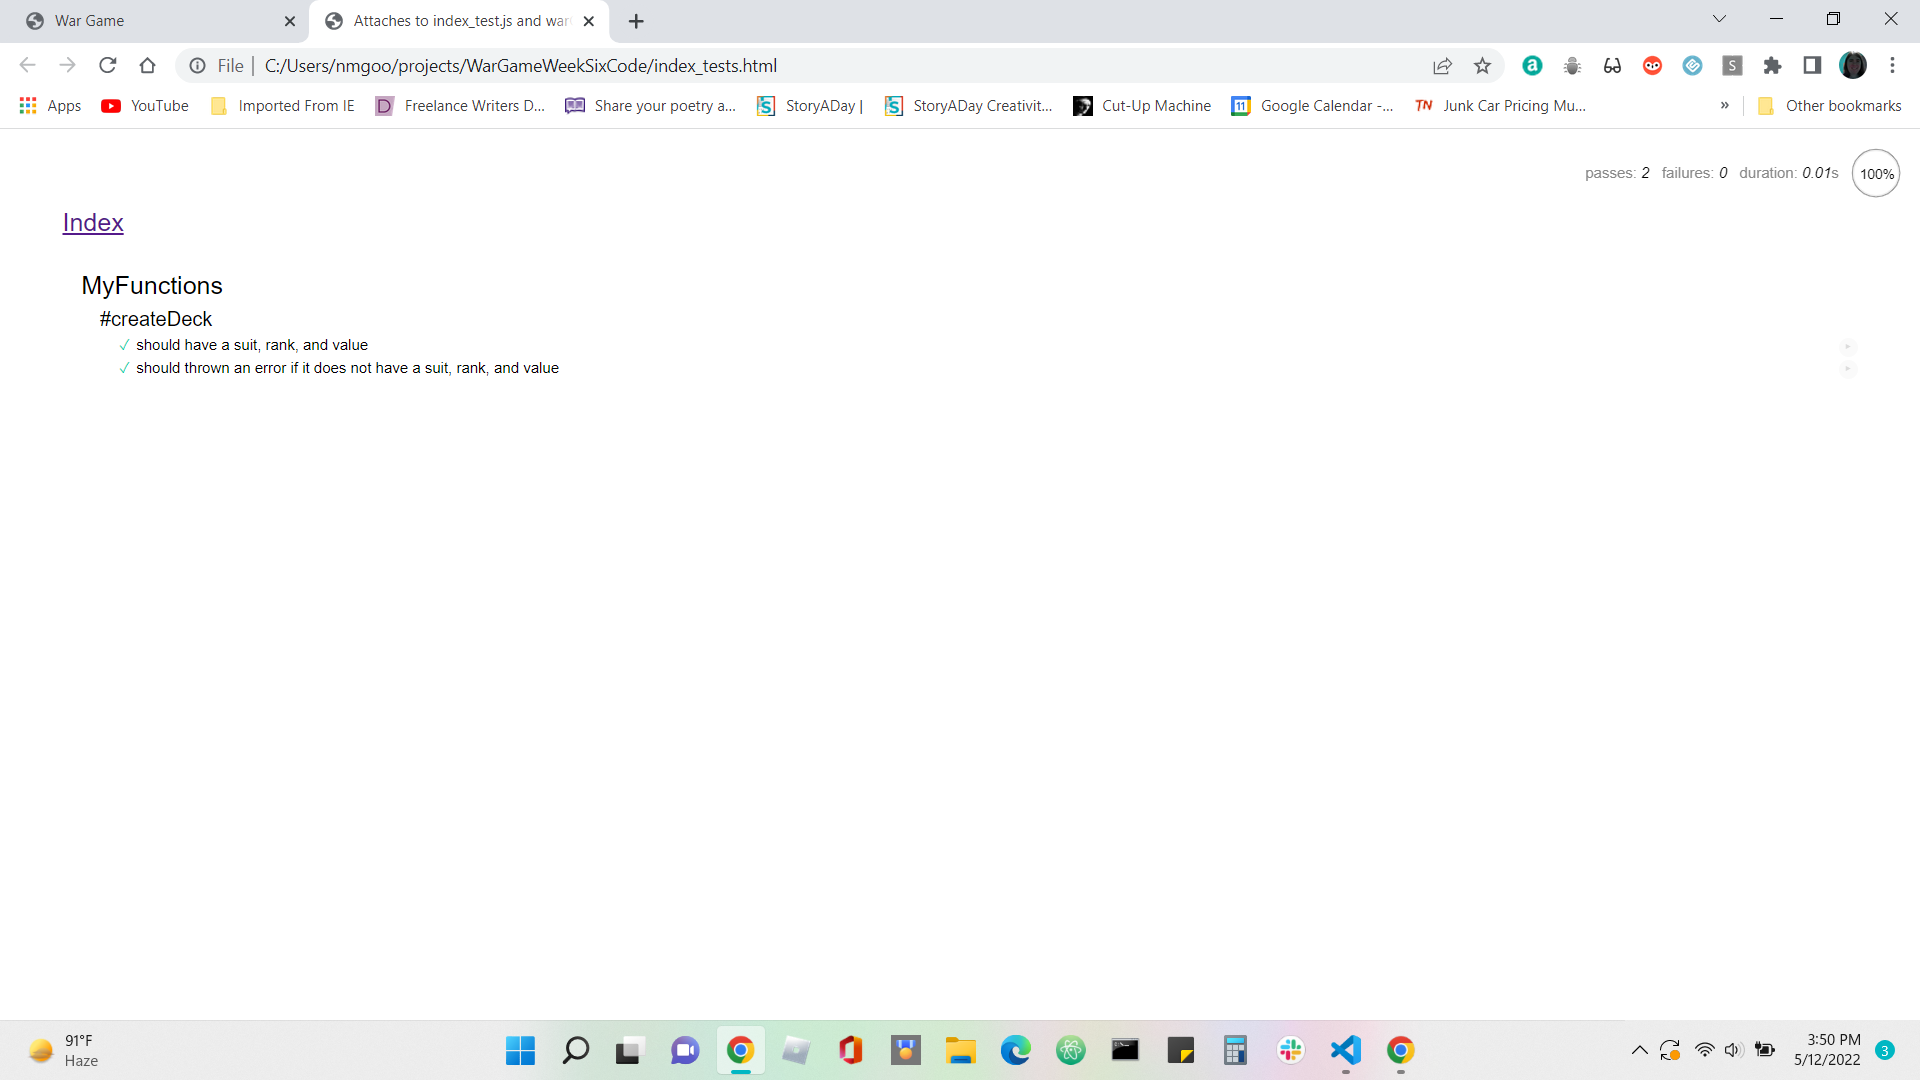 War Game
Attaches to index_test.js and war
File
C:/Users/nmgoo/projects/WarGameWeekSixCode/index_tests.html
a
S
Apps
YouTube
Imported From IE
D
Freelance Writers D...
Share your poetry a...
S
StoryADay |
S
StoryADay Creativit...
Cut-Up Machine
11
Google Calendar -...
TN
Junk Car Pricing Mu...
»
Other bookmarks
passes: 2 failures: 0 duration: 0.01s 100%
Index
MyFunctions
#createDeck
✓ should have a suit, rank, and value
✓ should thrown an error if it does not have a suit, rank, and value
91°F
Haze
3:50 PM
5/12/2022
3